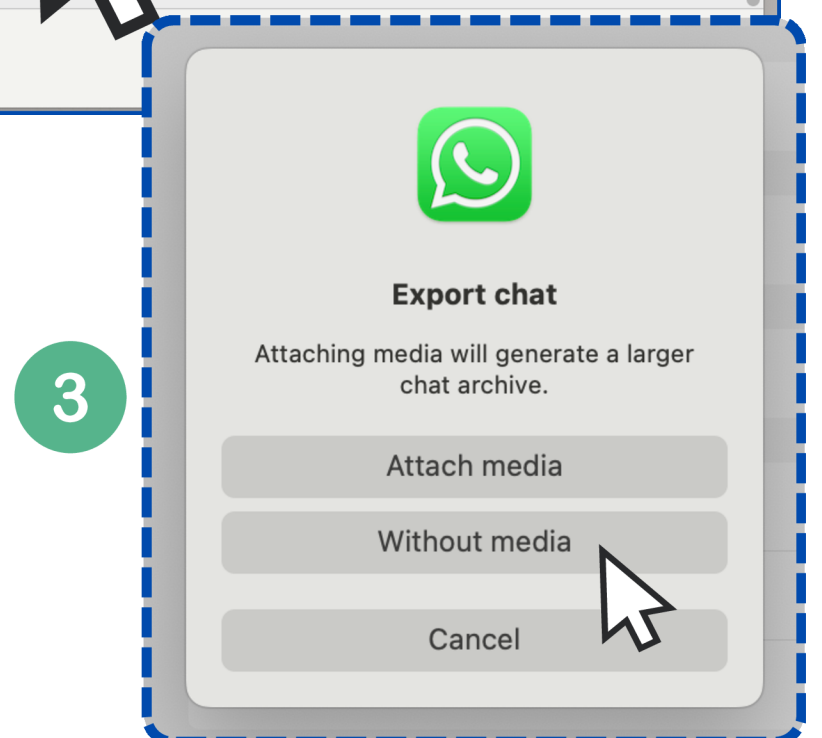 Export chat
Attaching media will generate a larger
chat archive.
3
Attach media
Without media
Cancel